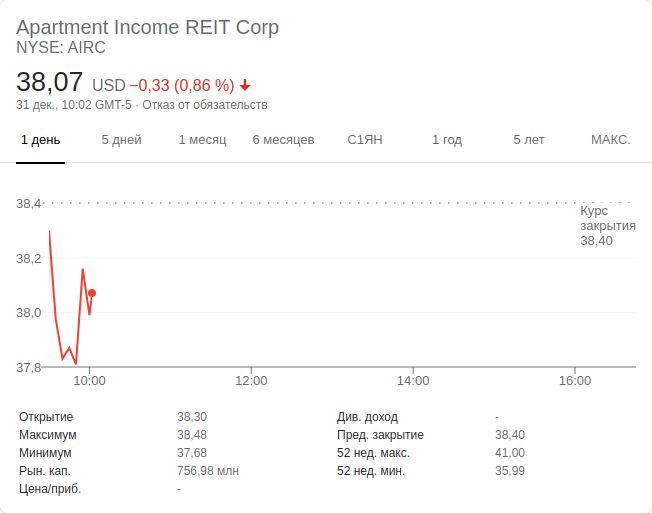 Apartment Income REIT Corp
NYSE: AIRC
38,07 USD −0,33 (0,86 %)
31 дек., 10:02 GMT-5 · Отказ от обязательств
1 день 5 дней 1 месяц 6 месяцев С1ЯН 1 год 5 лет МАКС.
38,4
Курс
закрытия
38,40
38,2
38,0
37,8
10:00 12:00 14:00 16:00
Открытие 38,30 Див. доход -
Максимум 38,48 Пред. закрытие 38,40
Минимум 37,68 52 нед. макс. 41,00
Рын. кап. 756,98 млн 52 нед. мин. 35,99
Цена/приб. -